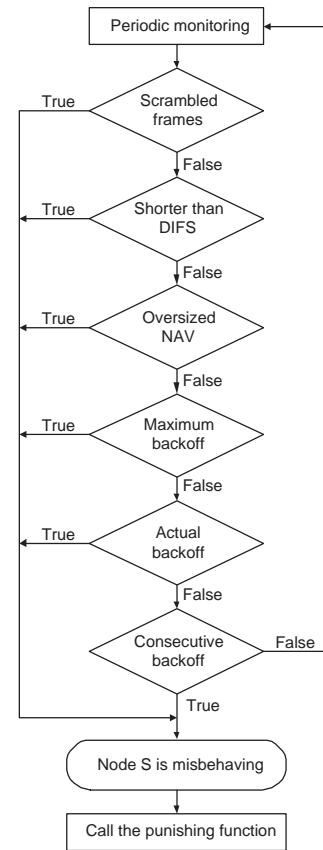 Periodic monitoring
True
Scrambled
frames
False
True
Shorter than
DIFS
False
True
Oversized
NAV
False
True
Maximum
backoff
False
True
Actual
backoff
False
Consecutive
backoff
False
True
Node S is misbehaving
Call the punishing function